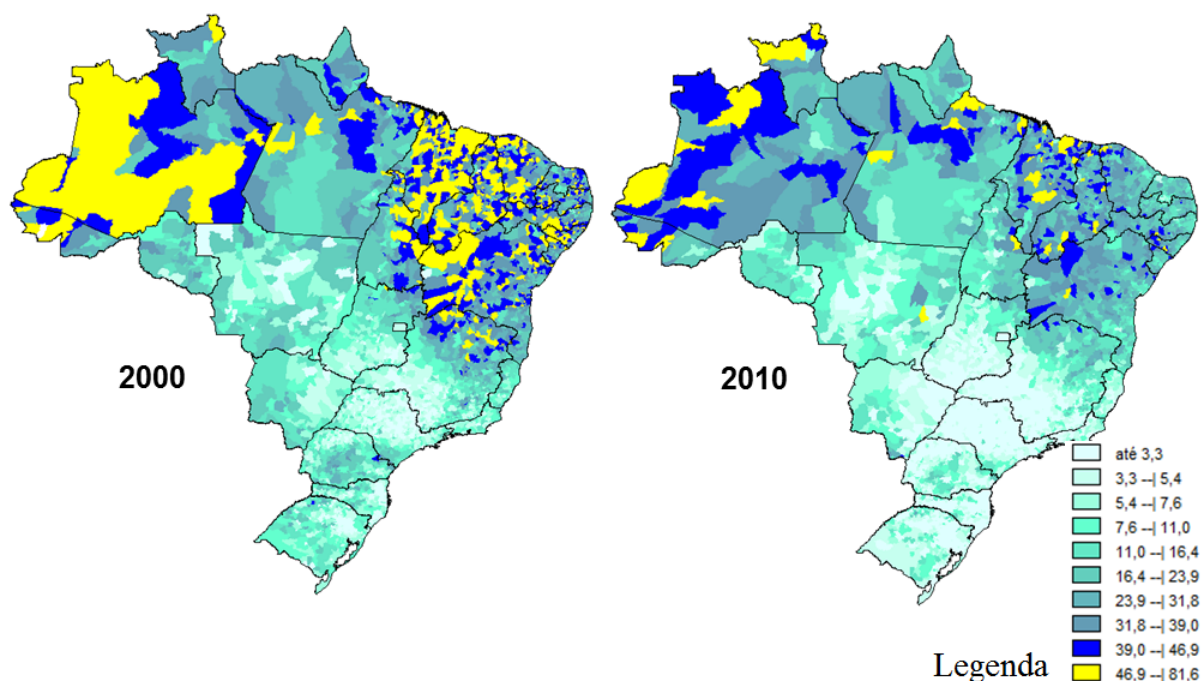 2000
2010
até 3,3
3,3 --| 5,4
5,4 --| 7,6
7,6 --| 11,0
11,0 --| 16,4
16,4 --| 23,9
23,9 --| 31,8
31,8 --| 39,0
39,0 --| 46,9
46,9 --| 81,6
Legenda